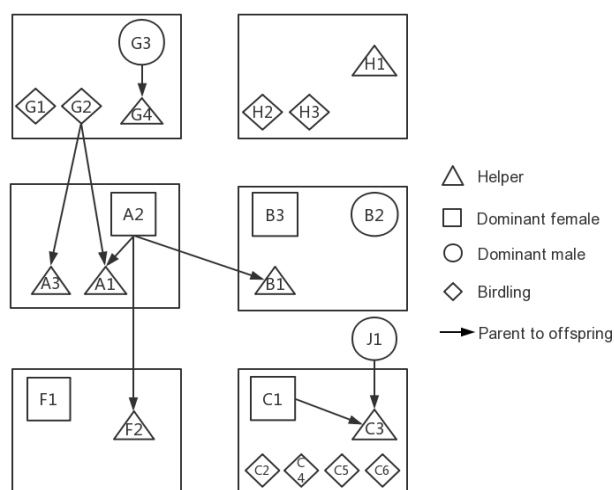 G3
H1
G1
G2
G4
H2
H3
A2
B3
B2
A3
A1
B1
J1
F1
F2
C1
C3
C2
C
4
C5
C6
Helper
Dominant female
Dominant male
Birdling
Parent to offspring